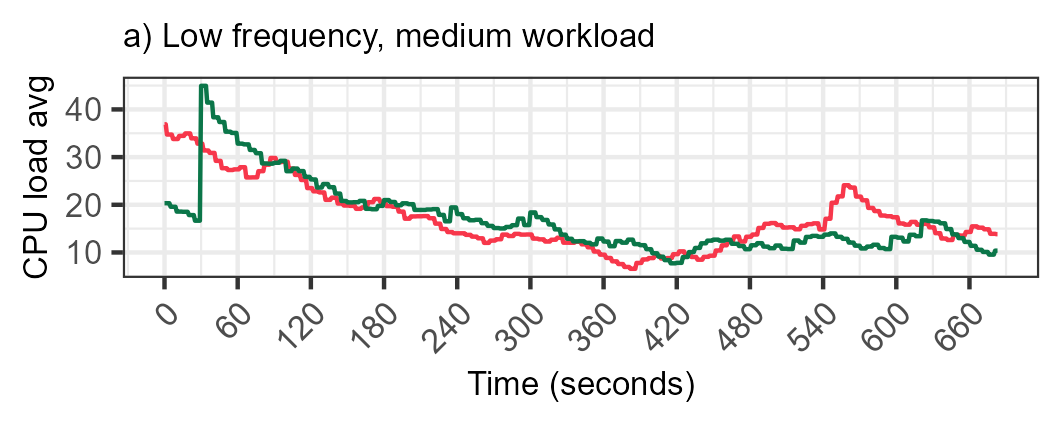 a) Low frequency, medium workload
CPU load avg
40
30
20
10
0 60 120 180 240 300 360 420 480 540 600 660
Time (seconds)